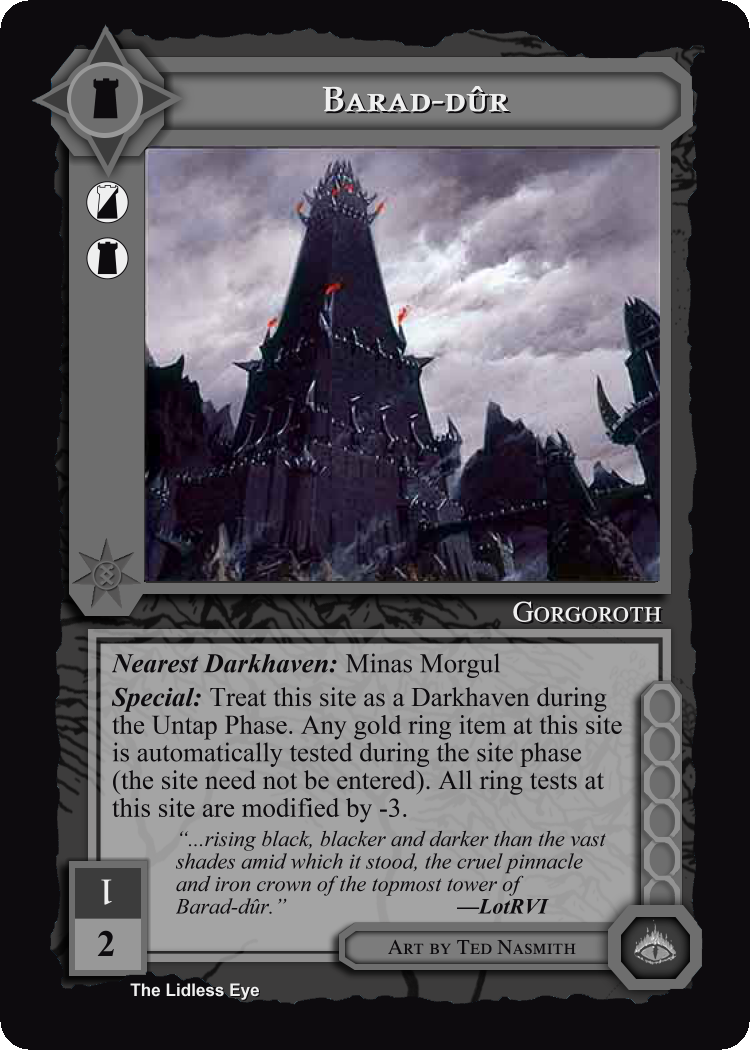 BARAD-DÛR
GORGOROTH
Nearest Darkhaven: Minas Morgul
Special: Treat this site as a Darkhaven during
the Untap Phase. Any gold ring item at this site
is automatically tested during the site phase
(the site need not be entered). All ring tests at
this site are modified by -3.
“...rising black, blacker and darker than the vast
shades amid which it stood, the cruel pinnacle
and iron crown of the topmost tower of
Barad-dûr.” —LotRVI
1
2
ART BY TED NASMITH
The Lidless Eye